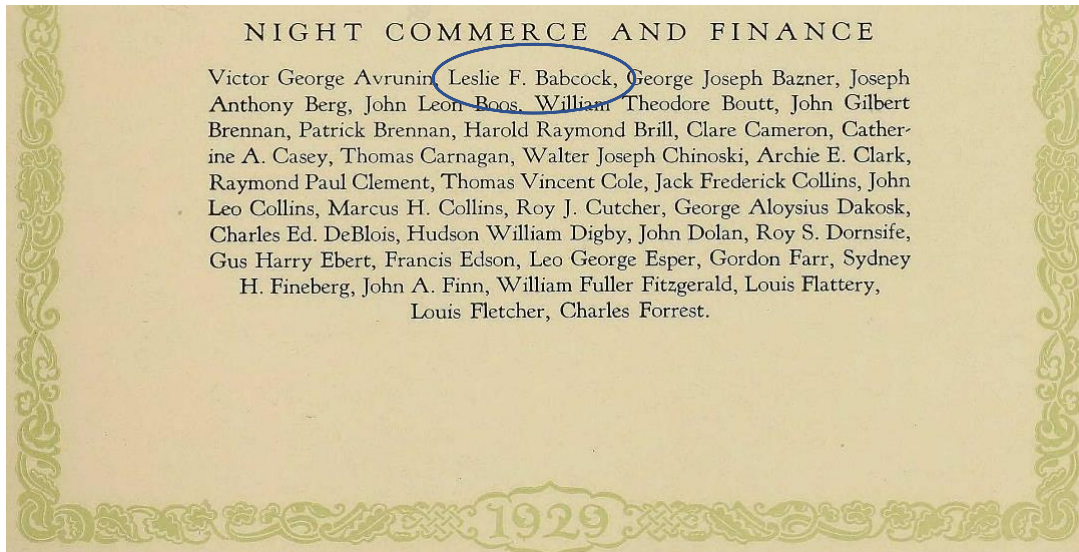 NIGHT COMMERCE AND FINANCE
Victor George Avrunin, Leslie F. Babcock, George Joseph Bazner, Joseph
Anthony Berg, John Leon Boos, William Theodore Boutt, John Gilbert
Brennan, Patrick Brennan, Harold Raymond Brill, Clare Cameron, Cather-
ine A. Casey, Thomas Carnagan, Walter Joseph Chinoski, Archie E. Clark,
Raymond Paul Clement, Thomas Vincent Cole, Jack Frederick Collins, John
Leo Collins, Marcus H. Collins, Roy J. Cutcher, George Aloysius Dakosk,
Charles Ed. DeBlois, Hudson William Digby, John Dolan, Roy S. Dornsife,
Gus Harry Ebert, Francis Edson, Leo George Esper, Gordon Farr, Sydney
H. Fineberg, John A. Finn, William Fuller Fitzgerald, Louis Flattery,
Louis Fletcher, Charles Forrest.
1929